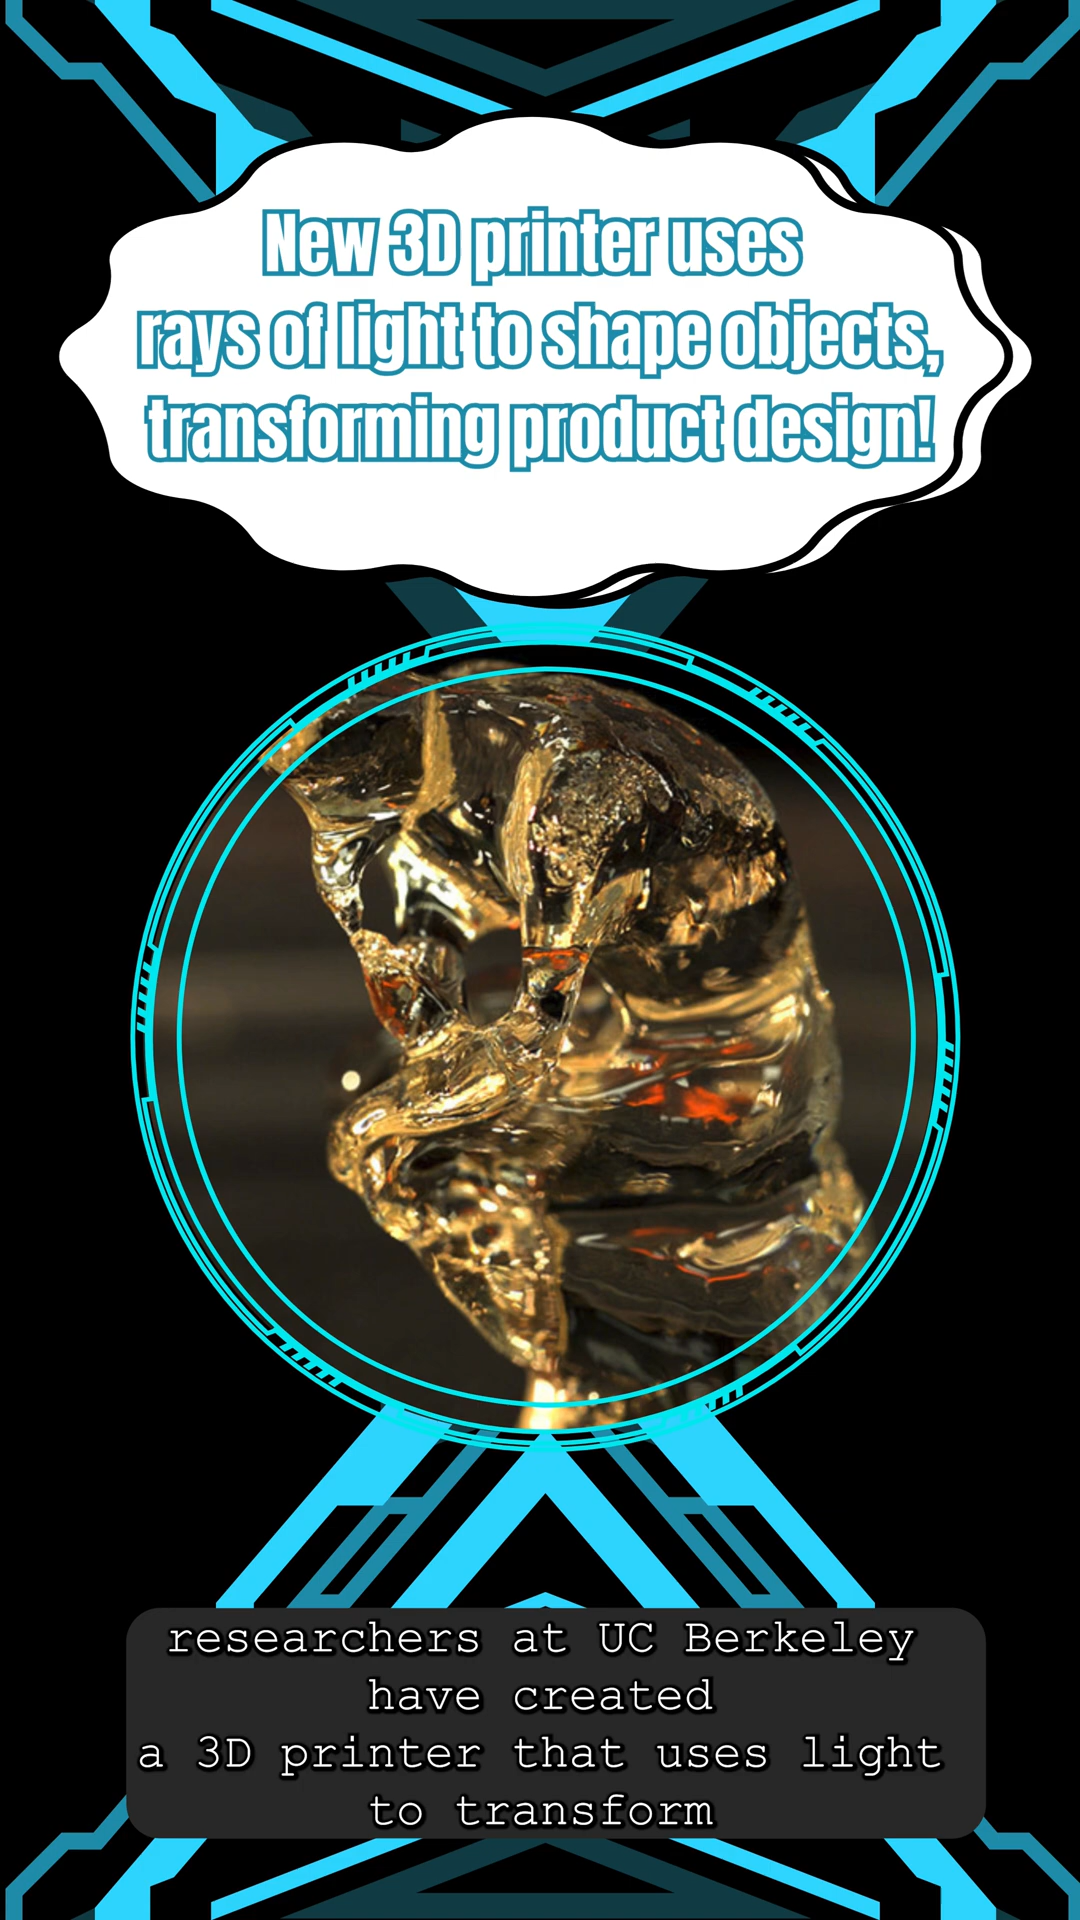 New 3D printer uses
rays of light to shape objects,
transforming product design!
researchers at UC Berkeley
have created
a 3D printer that uses light
to transform